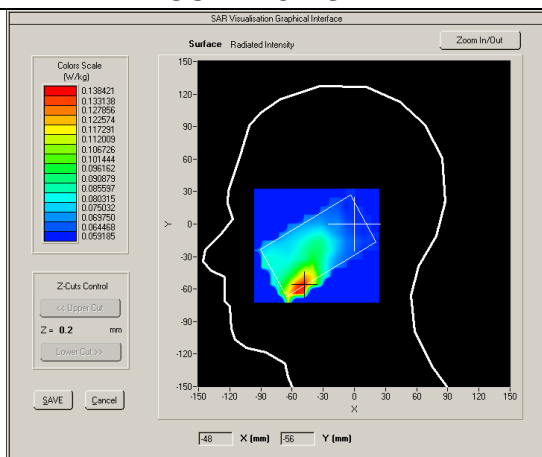 SAR Visualisation Graphical Interface
Surface Radiated Intensity
Zoom In/Out
Colors Scale
(W/kg)
0.138421
0.133138
0.127856
0.122574
0.117291
0.112009
0.106726
0.101444
0.096162
0.090879
0.085597
0.080315
0.075032
0.069750
0.064468
0.059185
Z-Cuts Control
<< Upper Cut
Z = 0.2 mm
Lower Cut >>
SAVE Cancel
150
120
90
60
30
0
-30
-60
-90
-120
-150
Y
-150 -120 -90 -60 -30 0 30 60 90 120 150
X
-48 X (mm) -56 Y (mm)